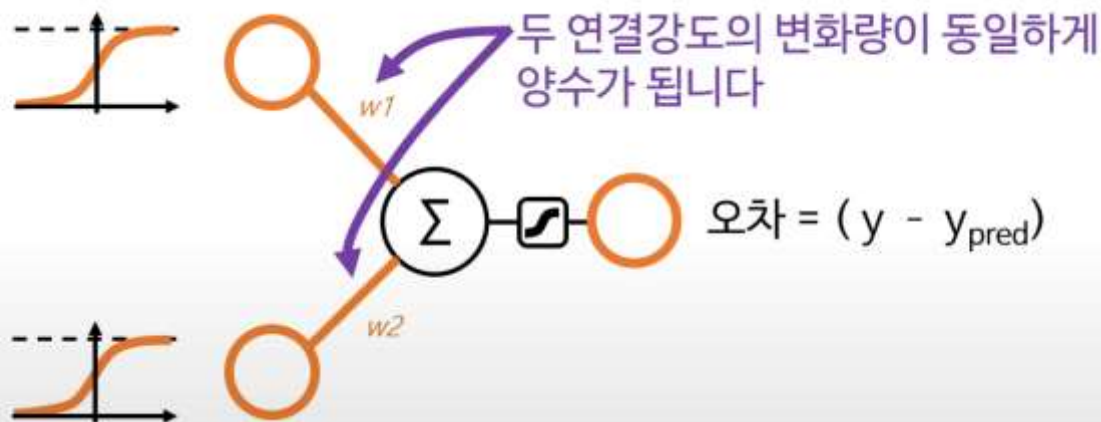 두 연결강도의 변화량이 동일하게
양수가 됩니다
w1
Σ
오차 = ( y - y_pred)
w2